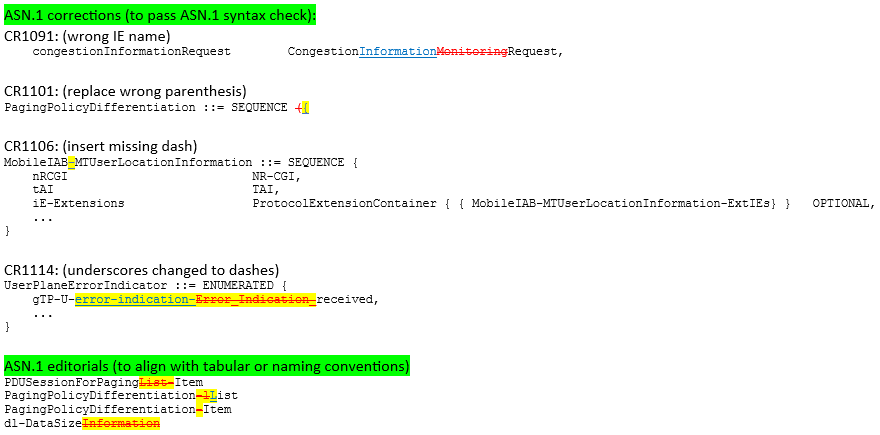 ASN.1 corrections (to pass ASN.1 syntax check):
CR1091: (wrong IE name)
congestionInformationRequest CongestionInformationMonitoringRequest,
CR1101: (replace wrong parenthesis)
PagingPolicyDifferentiation ::= SEQUENCE ({
CR1106: (insert missing dash)
MobileIAB-MTUserLocationInformation ::= SEQUENCE {
nRCGI NR-CGI,
tAI TAI,
iE-Extensions ProtocolExtensionContainer { { MobileIAB-MTUserLocationInformation-ExtIEs} } OPTIONAL,
...
}
CR1114: (underscores changed to dashes)
UserPlaneErrorIndicator ::= ENUMERATED {
gTP-U-error-indication-Error_Indication_received,
...
}
ASN.1 editorials (to align with tabular or naming conventions)
PDUSessionForPagingList-Item
PagingPolicyDifferentiation-lList
PagingPolicyDifferentiation-Item
dl-DataSizeInformation